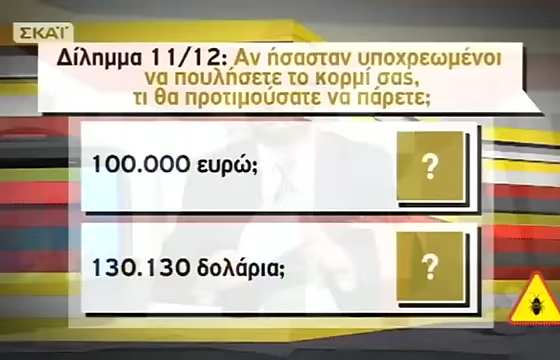 ΣΚΑΪ
Δίλημμα 11/12: Αν ήσασταν υποχρεωμένοι
να πουλήσετε το κορμί σας,
τι θα προτιμούσατε να πάρετε;
100.000 ευρώ;
?
130.130 δολάρια;
?